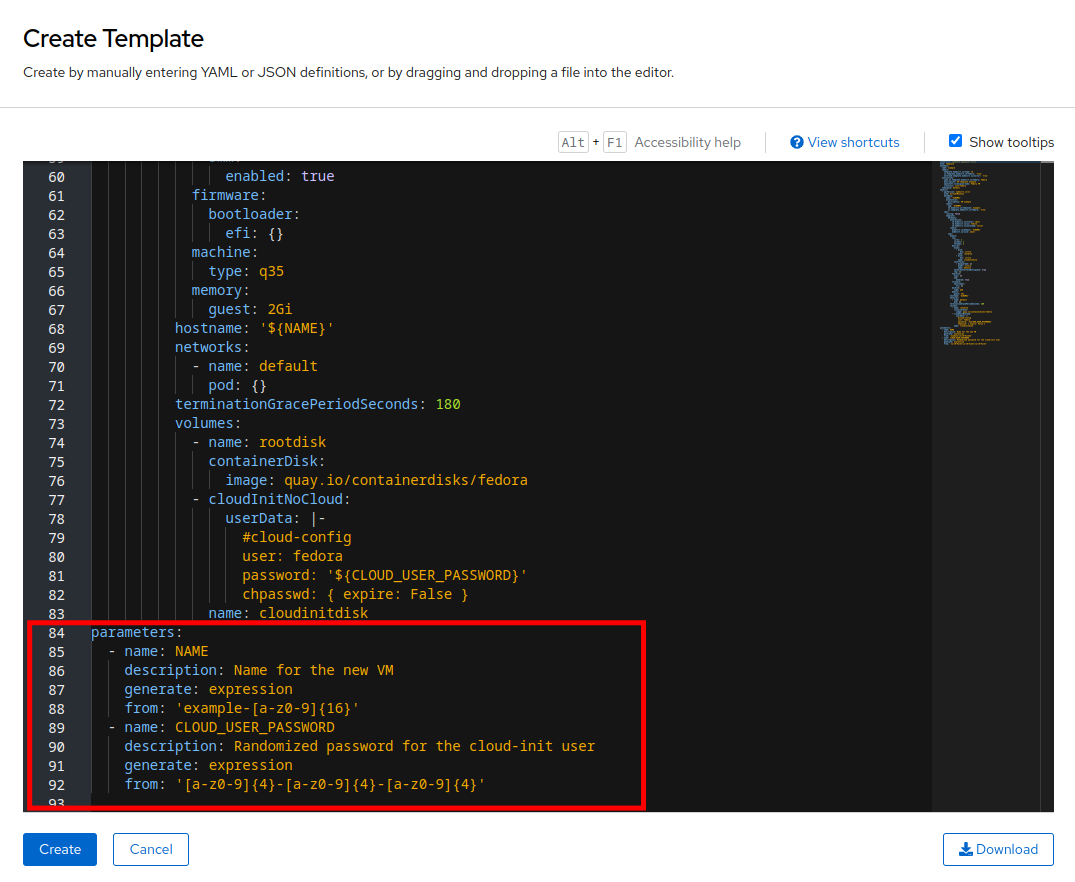 Create Template
Create by manually entering YAML or JSON definitions, or by dragging and dropping a file into the editor.
Alt + F1 Accessibility help View shortcuts Show tooltips
60 enabled: true
61 firmware:
62 bootloader:
63 efi: {}
64 machine:
65 type: q35
66 memory:
67 guest: 2Gi
68 hostname: '${NAME}'
69 networks:
70 - name: default
71 pod: {}
72 terminationGracePeriodSeconds: 180
73 volumes:
74 - name: rootdisk
75 containerDisk:
76 image: quay.io/containerdisks/fedora
77 - cloudInitNoCloud:
78 userData: |-
79 #cloud-config
80 user: fedora
81 password: '${CLOUD_USER_PASSWORD}'
82 chpasswd: { expire: False }
83 name: cloudinitdisk
84 parameters:
85 - name: NAME
86 description: Name for the new VM
87 generate: expression
88 from: 'example-[a-z0-9]{16}'
89 - name: CLOUD_USER_PASSWORD
90 description: Randomized password for the cloud-init user
91 generate: expression
92 from: '[a-z0-9]{4}-[a-z0-9]{4}-[a-z0-9]{4}'
93
Create Cancel Download